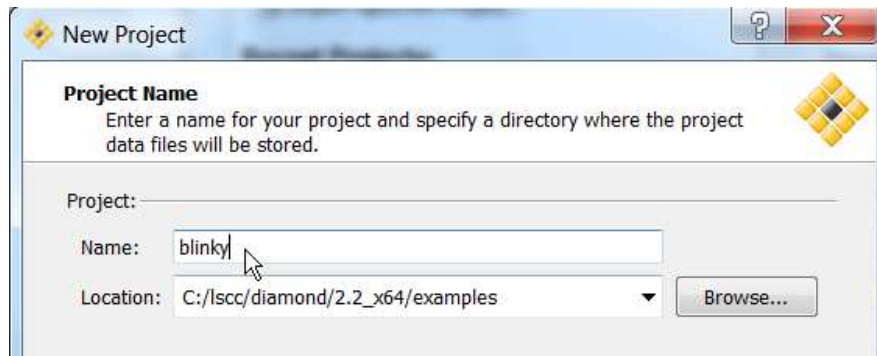 New Project
Project Name
Enter a name for your project and specify a directory where the project
data files will be stored.
Project:
Name: blinky
Location: C:/lscc/diamond/2.2_x64/examples Browse...